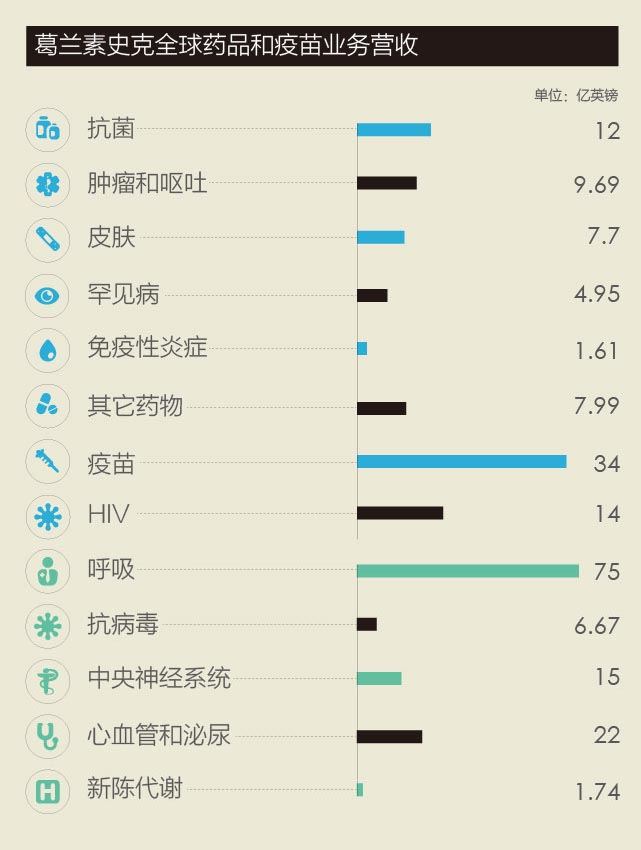 葛兰素史克全球药品和疫苗业务营收
单位：亿英镑
抗菌 12
肿瘤和呕吐 9.69
皮肤 7.7
罕见病 4.95
免疫性炎症 1.61
其它药物 7.99
疫苗 34
HIV 14
呼吸 75
抗病毒 6.67
中央神经系统 15
心血管和泌尿 22
新陈代谢 1.74
H